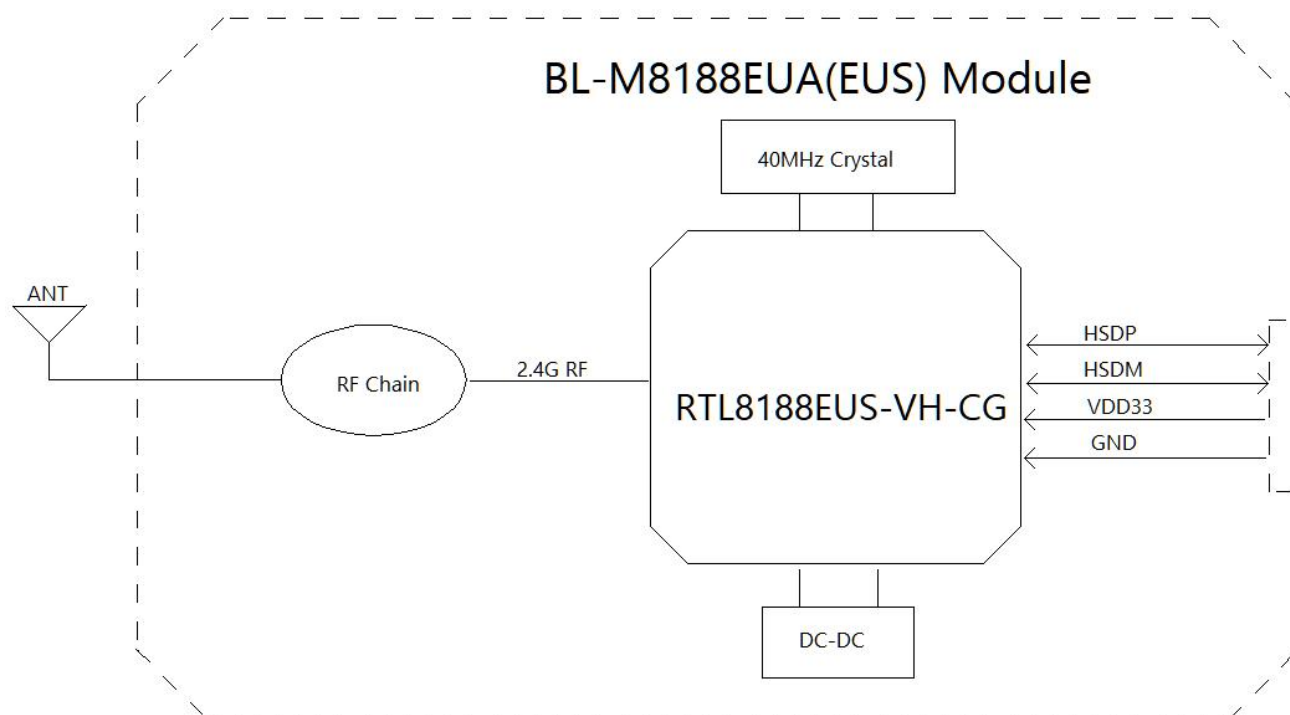 BL-M8188EUA(EUS) Module
40MHz Crystal
ANT
RF Chain
2.4G RF
RTL8188EUS-VH-CG
HSDP
HSDM
VDD33
GND
DC-DC